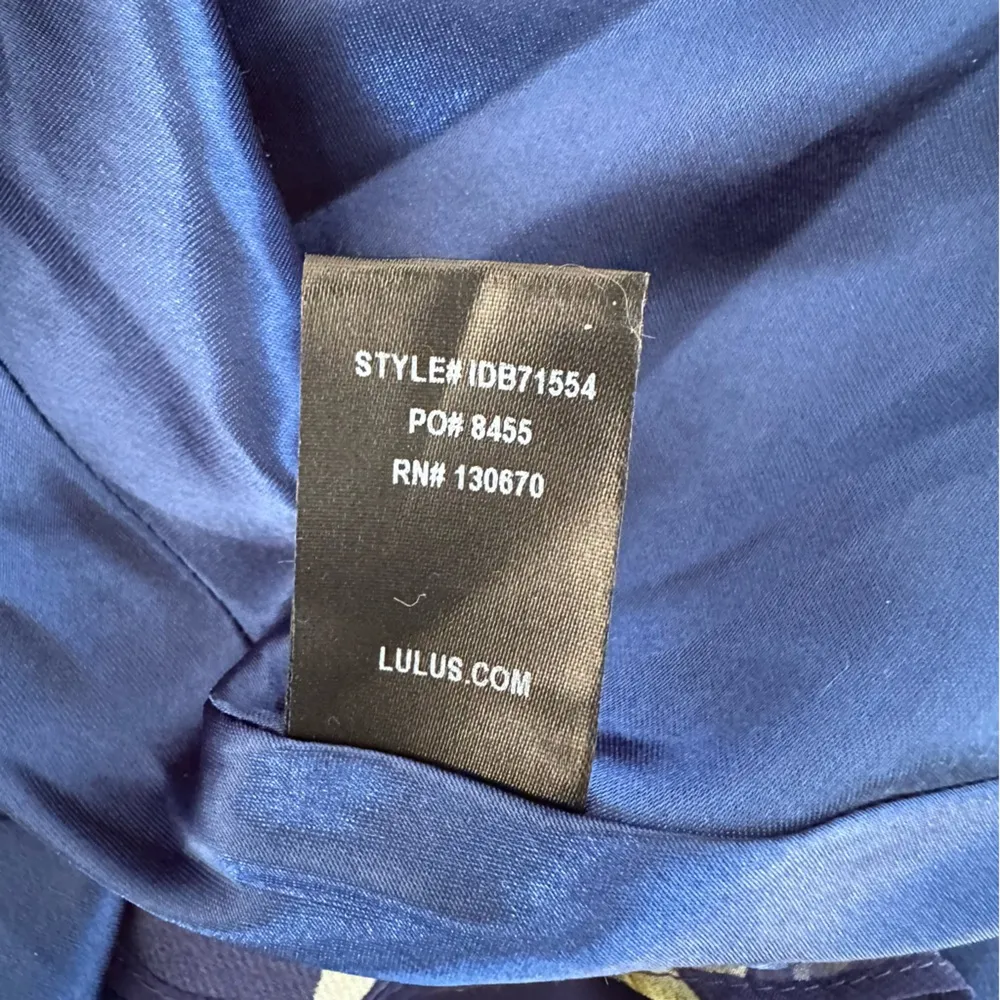 STYLE# IDB71554
PO# 8455
RN# 130670
LULUS.COM